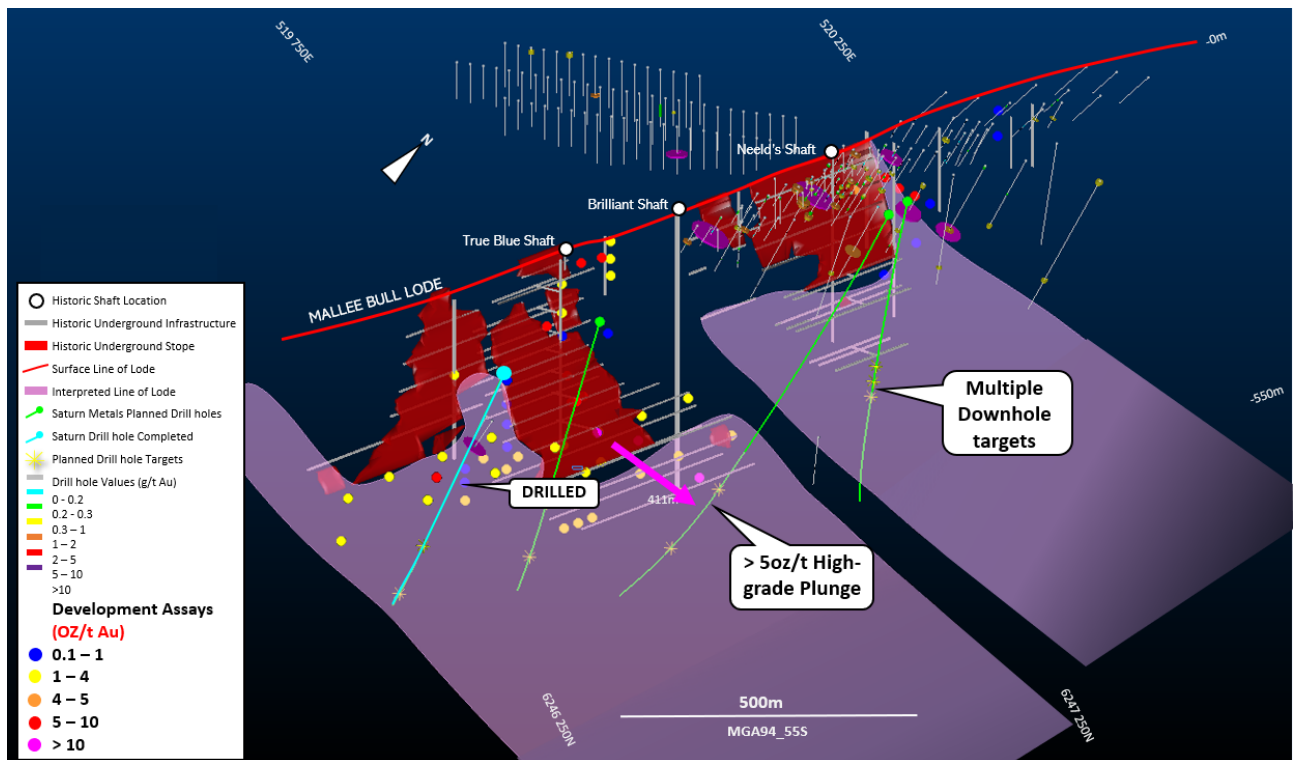 519 750E
520 250E
-0m
N
Neeld's Shaft
Brilliant Shaft
True Blue Shaft
MALLEE BULL LODE
Historic Shaft Location
Historic Underground Infrastructure
Historic Underground Stope
Surface Line of Lode
Interpreted Line of Lode
Saturn Metals Planned Drill holes
Saturn Drill hole Completed
Planned Drill hole Targets
Drill hole Values (g/t Au)
0 - 0.2
0.2 - 0.3
0.3 – 1
1 – 2
2 - 5
5 – 10
>10
Development Assays
(OZ/t Au)
0.1 – 1
1 – 4
4 – 5
5 – 10
> 10
Multiple
Downhole
targets
-550m
DRILLED
411m
> 5oz/t High-
grade Plunge
6246 250N
500m
MGA94_55S
6247 250N